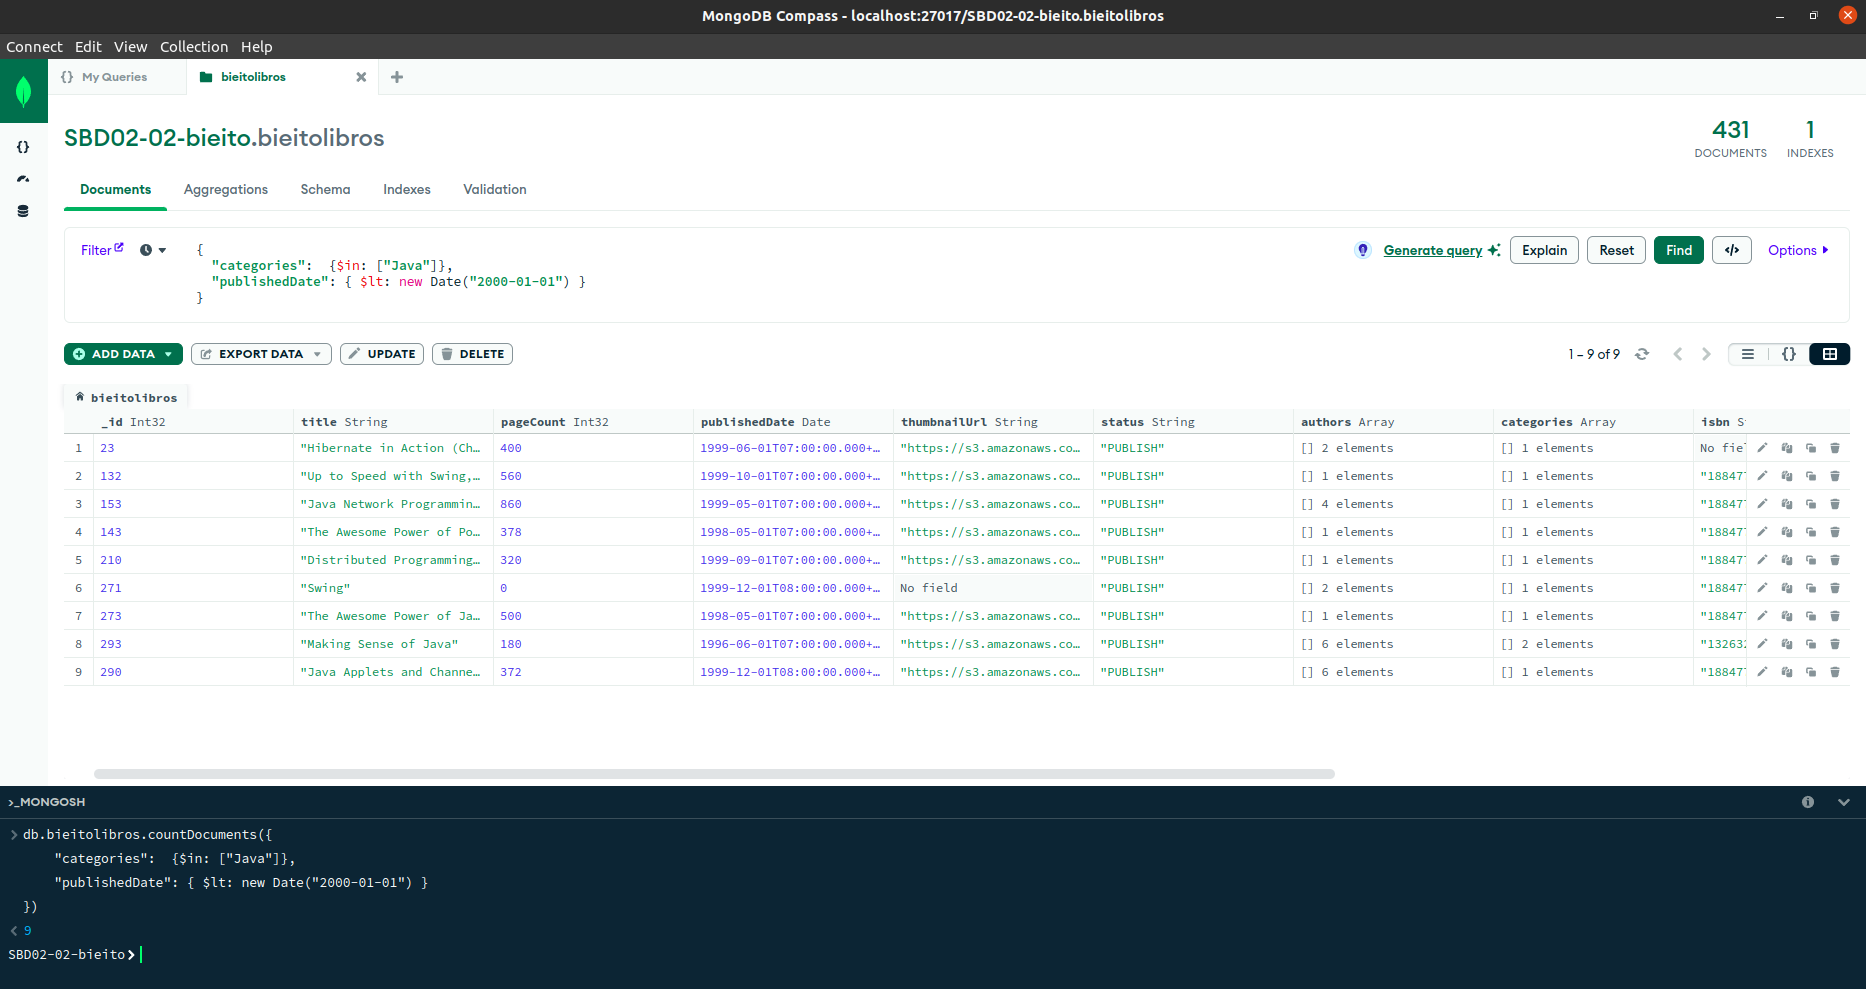 MongoDB Compass - localhost:27017/SBD02-02-bieito.bieitolibros
Connect Edit View Collection Help
{} My Queries
bieitolibros
SBD02-02-bieito.bieitolibros
431 DOCUMENTS
1 INDEXES
Documents Aggregations Schema Indexes Validation
Filter
{
"categories":  {$in: ["Java"]},
"publishedDate": { $lt: new Date("2000-01-01") }
}
Generate query Explain Reset Find </> Options
ADD DATA EXPORT DATA UPDATE DELETE
1 – 9 of 9
{}
bieitolibros
_id Int32 title String pageCount Int32 publishedDate Date thumbnailUrl String status String authors Array categories Array isbn S
1 23 "Hibernate in Action (Ch… 400 1999-06-01T07:00:00.000+… "https://s3.amazonaws.co… "PUBLISH" [] 2 elements [] 1 elements No fie
2 132 "Up to Speed with Swing,… 560 1999-10-01T07:00:00.000+… "https://s3.amazonaws.co… "PUBLISH" [] 1 elements [] 1 elements "18847
3 153 "Java Network Programmin… 860 1999-05-01T07:00:00.000+… "https://s3.amazonaws.co… "PUBLISH" [] 4 elements [] 1 elements "18847
4 143 "The Awesome Power of Po… 378 1998-05-01T07:00:00.000+… "https://s3.amazonaws.co… "PUBLISH" [] 1 elements [] 1 elements "18847
5 210 "Distributed Programming… 320 1999-09-01T07:00:00.000+… "https://s3.amazonaws.co… "PUBLISH" [] 1 elements [] 1 elements "18847
6 271 "Swing" 0 1999-12-01T08:00:00.000+… No field "PUBLISH" [] 2 elements [] 1 elements "18847
7 273 "The Awesome Power of Ja… 500 1998-05-01T07:00:00.000+… "https://s3.amazonaws.co… "PUBLISH" [] 1 elements [] 1 elements "18847
8 293 "Making Sense of Java" 180 1996-06-01T07:00:00.000+… "https://s3.amazonaws.co… "PUBLISH" [] 6 elements [] 2 elements "13263
9 290 "Java Applets and Channe… 372 1999-12-01T08:00:00.000+… "https://s3.amazonaws.co… "PUBLISH" [] 6 elements [] 1 elements "18847
>_MONGOSH
> db.bieitolibros.countDocuments({
"categories":  {$in: ["Java"]},
"publishedDate": { $lt: new Date("2000-01-01") }
})
< 9
SBD02-02-bieito>